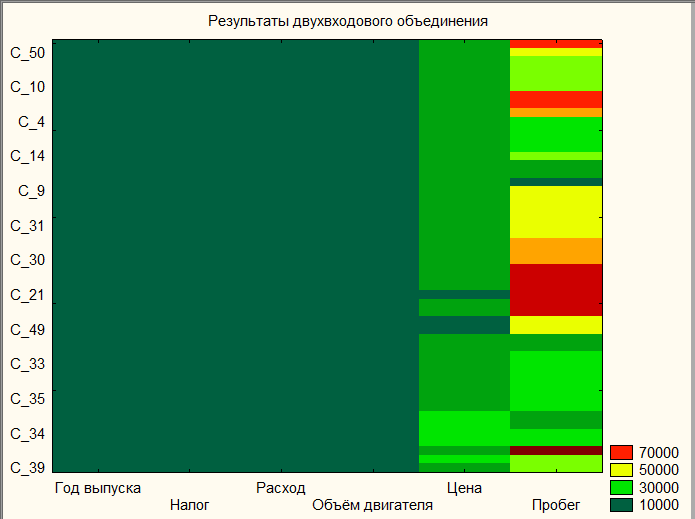 Результаты двухвходового объединения
C_50
C_10
C_4
C_14
C_9
C_31
C_30
C_21
C_49
C_33
C_35
C_34
C_39
70000
50000
30000
10000
Год выпуска Расход Цена
Налог Объём двигателя Пробег